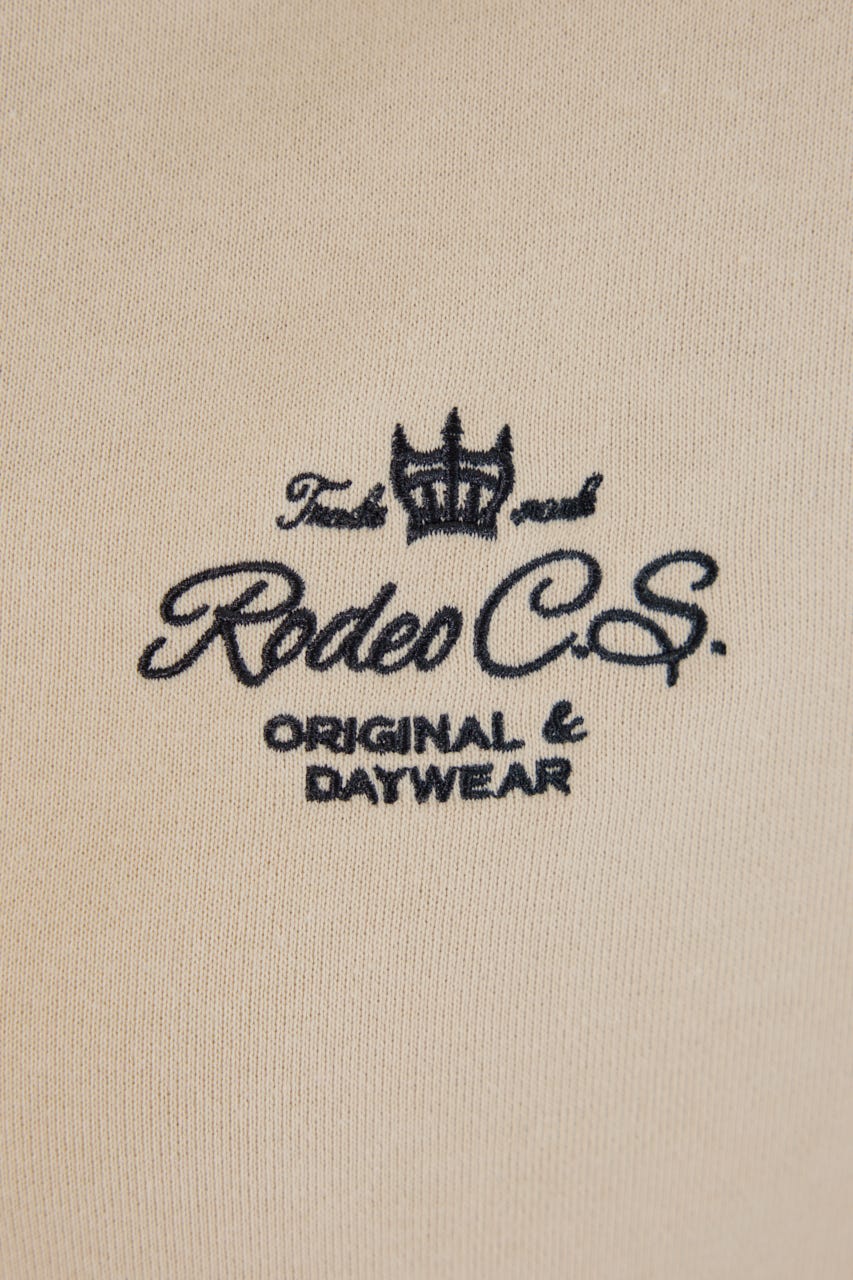 Trade mark
Rodeo C.S.
ORIGINAL &
DAYWEAR